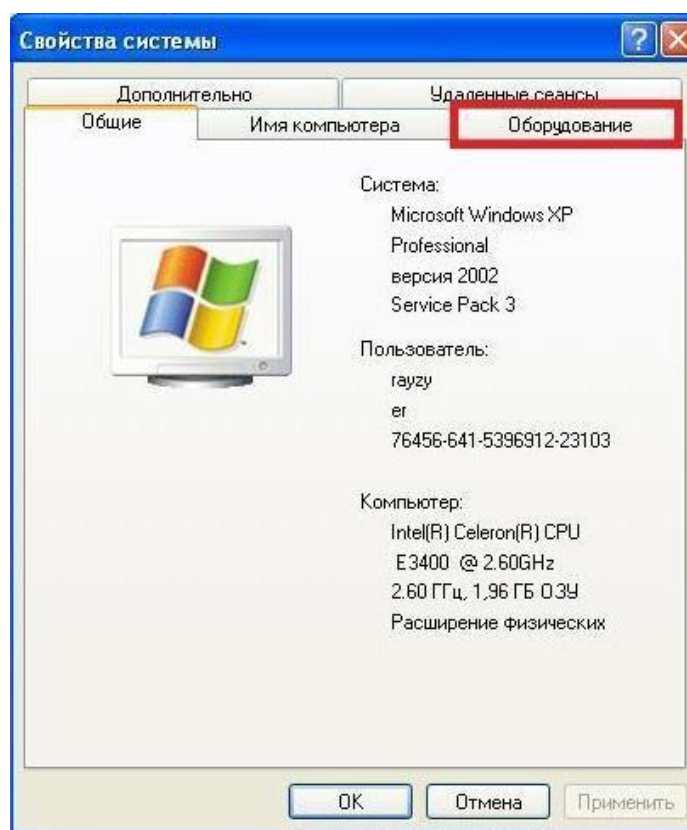 Свойства системы
Дополнительно
Удаленные сеансы
Общие
Имя компьютера
Оборудование
Система:
Microsoft Windows XP
Professional
версия 2002
Service Pack 3
Пользователь:
rayzy
er
76456-641-5396912-23103
Компьютер:
Intel(R) Celeron(R) CPU
E3400 @ 2.60GHz
2.60 ГГц, 1,96 ГБ ОЗУ
Расширение физических
OK
Отмена
Применить